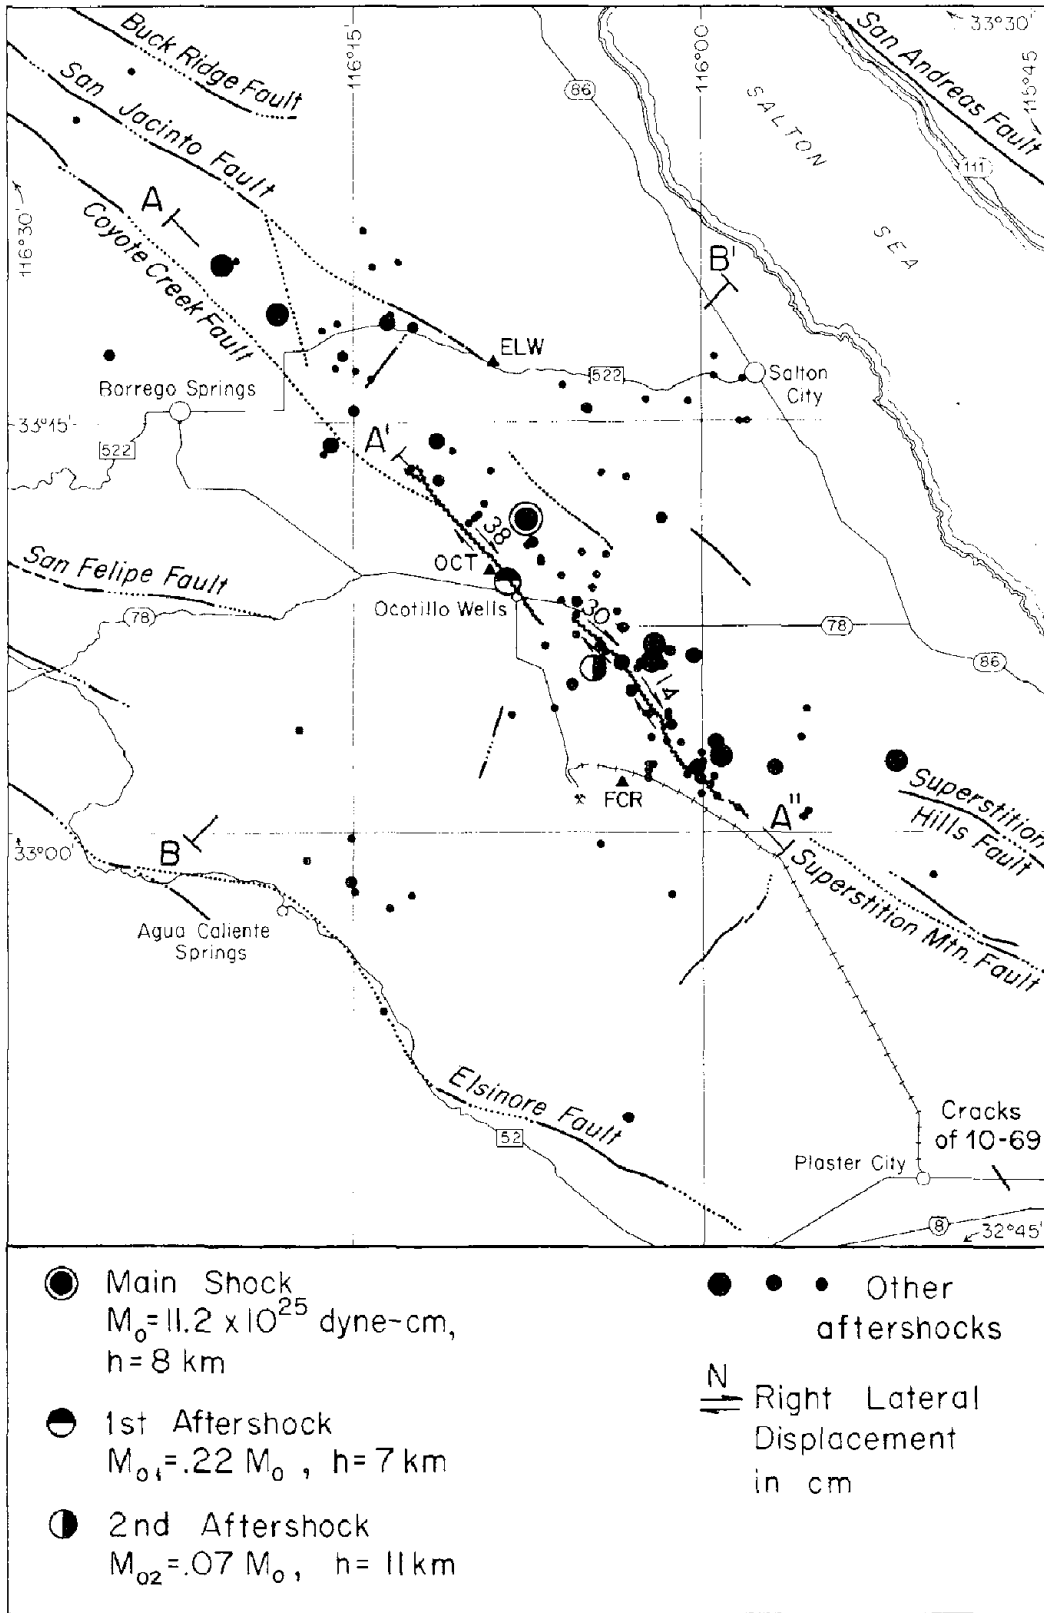 33°30'
116°15'
116°00'
115°45'
Buck Ridge Fault
San Andreas Fault
San Jacinto Fault
86
SALTON
SEA
111
A
116°30'
Coyote Creek Fault
B'
ELW
522
Salton
City
Borrego Springs
33°15'
522
A'
38
OCT
San Felipe Fault
Ocotillo Wells
30
78
78
86
14
FCR
A"
Superstition
Hills Fault
33°00'
B
Superstition Mtn. Fault
Agua Caliente
Springs
Elsinore Fault
52
Cracks
of 10-69
Plaster City
8
32°45'
Main Shock
M₀=11.2 x 10²⁵ dyne-cm,
h=8 km
1st Aftershock
M₀₁=.22 M₀, h=7 km
2nd Aftershock
M₀₂=.07 M₀, h=11km
Other
aftershocks
N
Right Lateral
Displacement
in cm